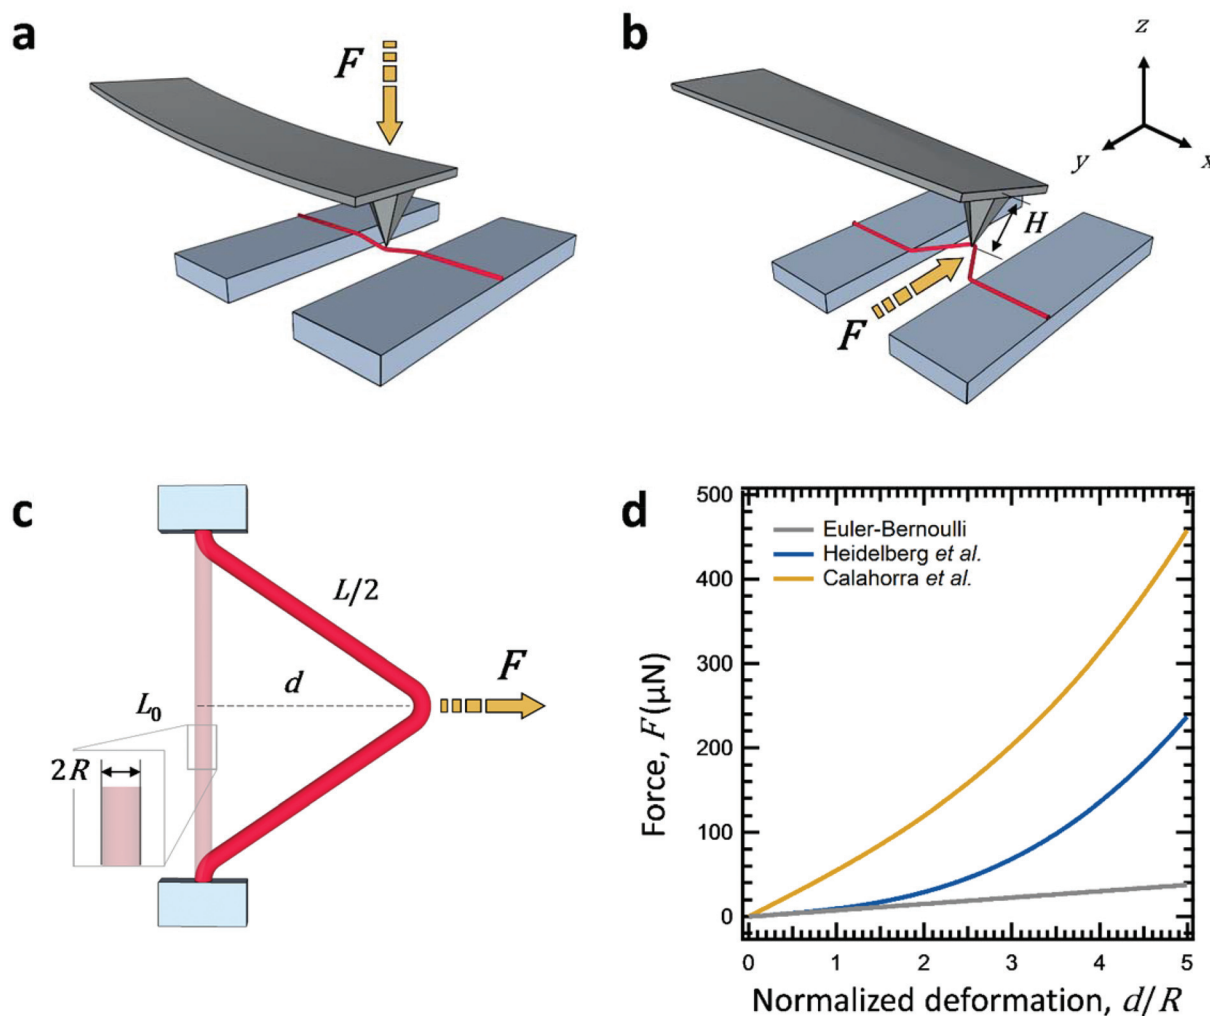 a
F
b
z
y
x
H
F
c
L/2
F
d
L₀
2R
d
500
400
300
200
100
0
Force, F (μN)
Euler-Bernoulli
Heidelberg et al.
Calahorra et al.
0 1 2 3 4 5
Normalized deformation, d/R